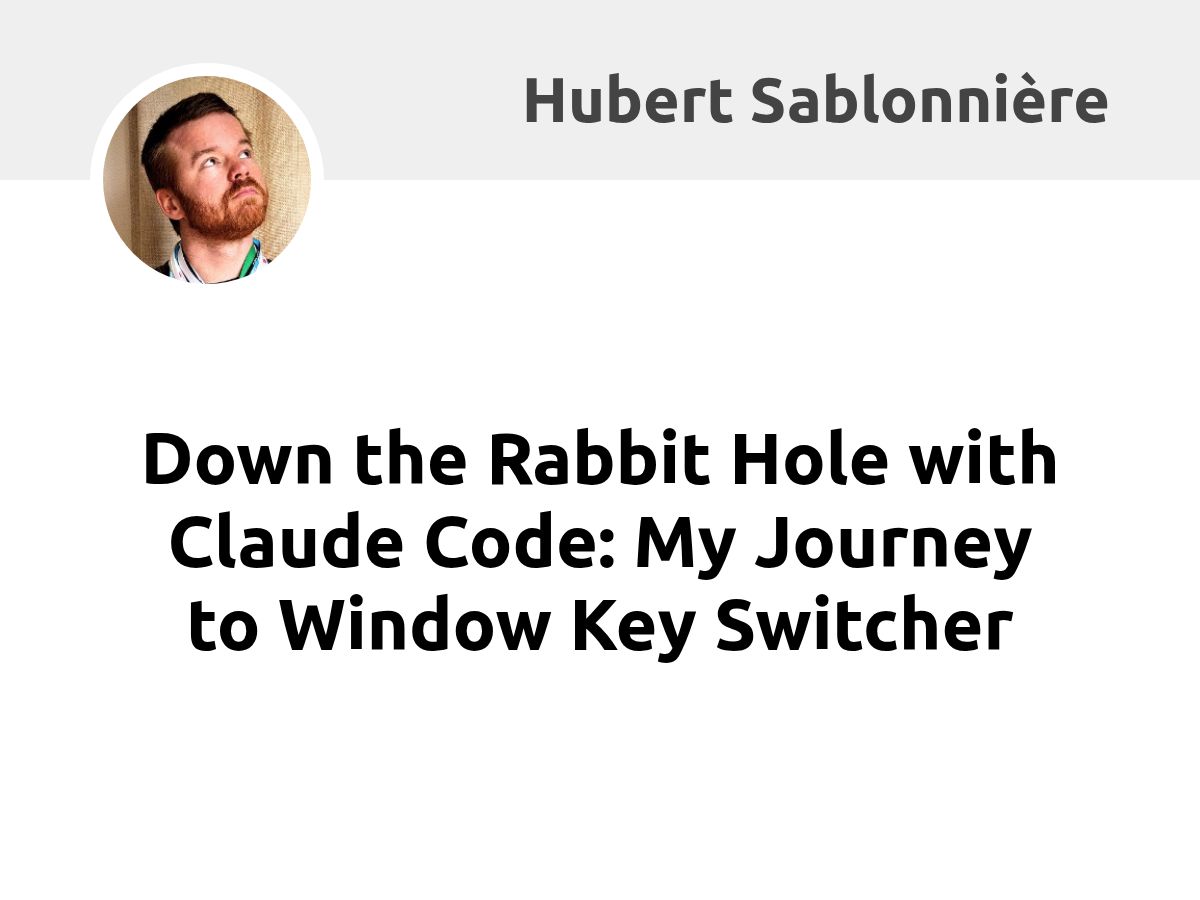 Hubert Sablonnière
Down the Rabbit Hole with
Claude Code: My Journey
to Window Key Switcher